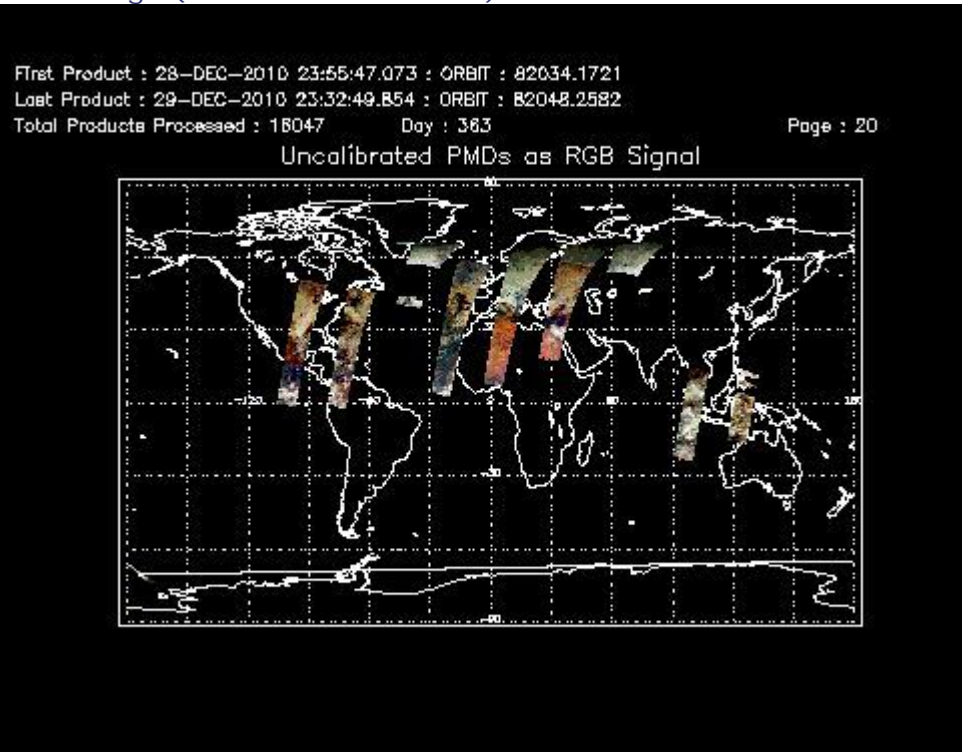 First Product : 28-DEC-2010 23:55:47.073 : ORBIT : 82034.1721
Last Product : 29-DEC-2010 23:32:49.854 : ORBIT : 82048.2582
Total Products Processed : 16047 Day : 363 Page : 20
Uncalibrated PMDs as RGB Signal